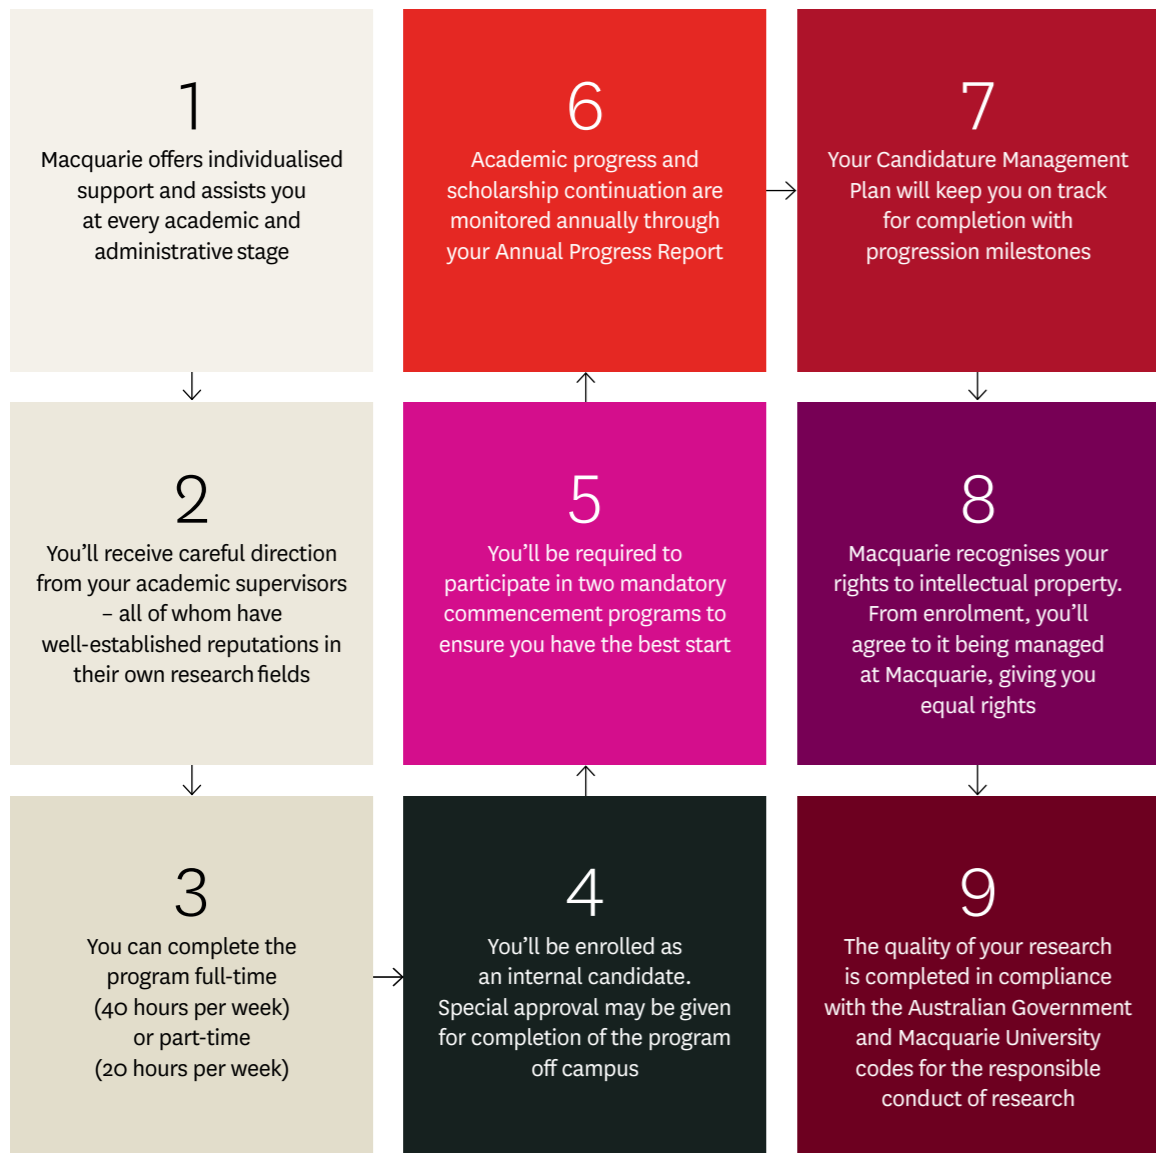 1
Macquarie offers individualised
support and assists you
at every academic and
administrative stage
2
You’ll receive careful direction
from your academic supervisors
– all of whom have
well-established reputations in
their own research fields
3
You can complete the
program full-time
(40 hours per week)
or part-time
(20 hours per week)
4
You’ll be enrolled as
an internal candidate.
Special approval may be given
for completion of the program
off campus
5
You’ll be required to
participate in two mandatory
commencement programs to
ensure you have the best start
6
Academic progress and
scholarship continuation are
monitored annually through
your Annual Progress Report
7
Your Candidature Management
Plan will keep you on track
for completion with
progression milestones
8
Macquarie recognises your
rights to intellectual property.
From enrolment, you’ll
agree to it being managed
at Macquarie, giving you
equal rights
9
The quality of your research
is completed in compliance
with the Australian Government
and Macquarie University
codes for the responsible
conduct of research